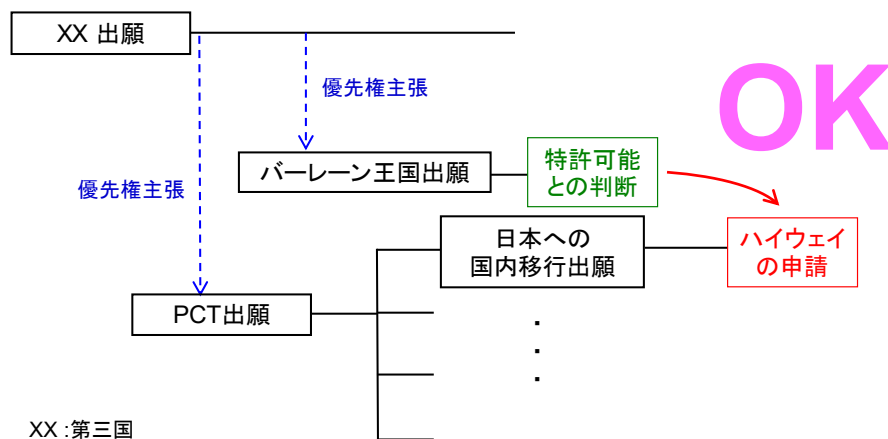 XX 出願
優先権主張
OK
バーレーン王国出願
特許可能
との判断
優先権主張
日本への
国内移行出願
ハイウェイ
の申請
PCT出願
・
・
・
XX :第三国